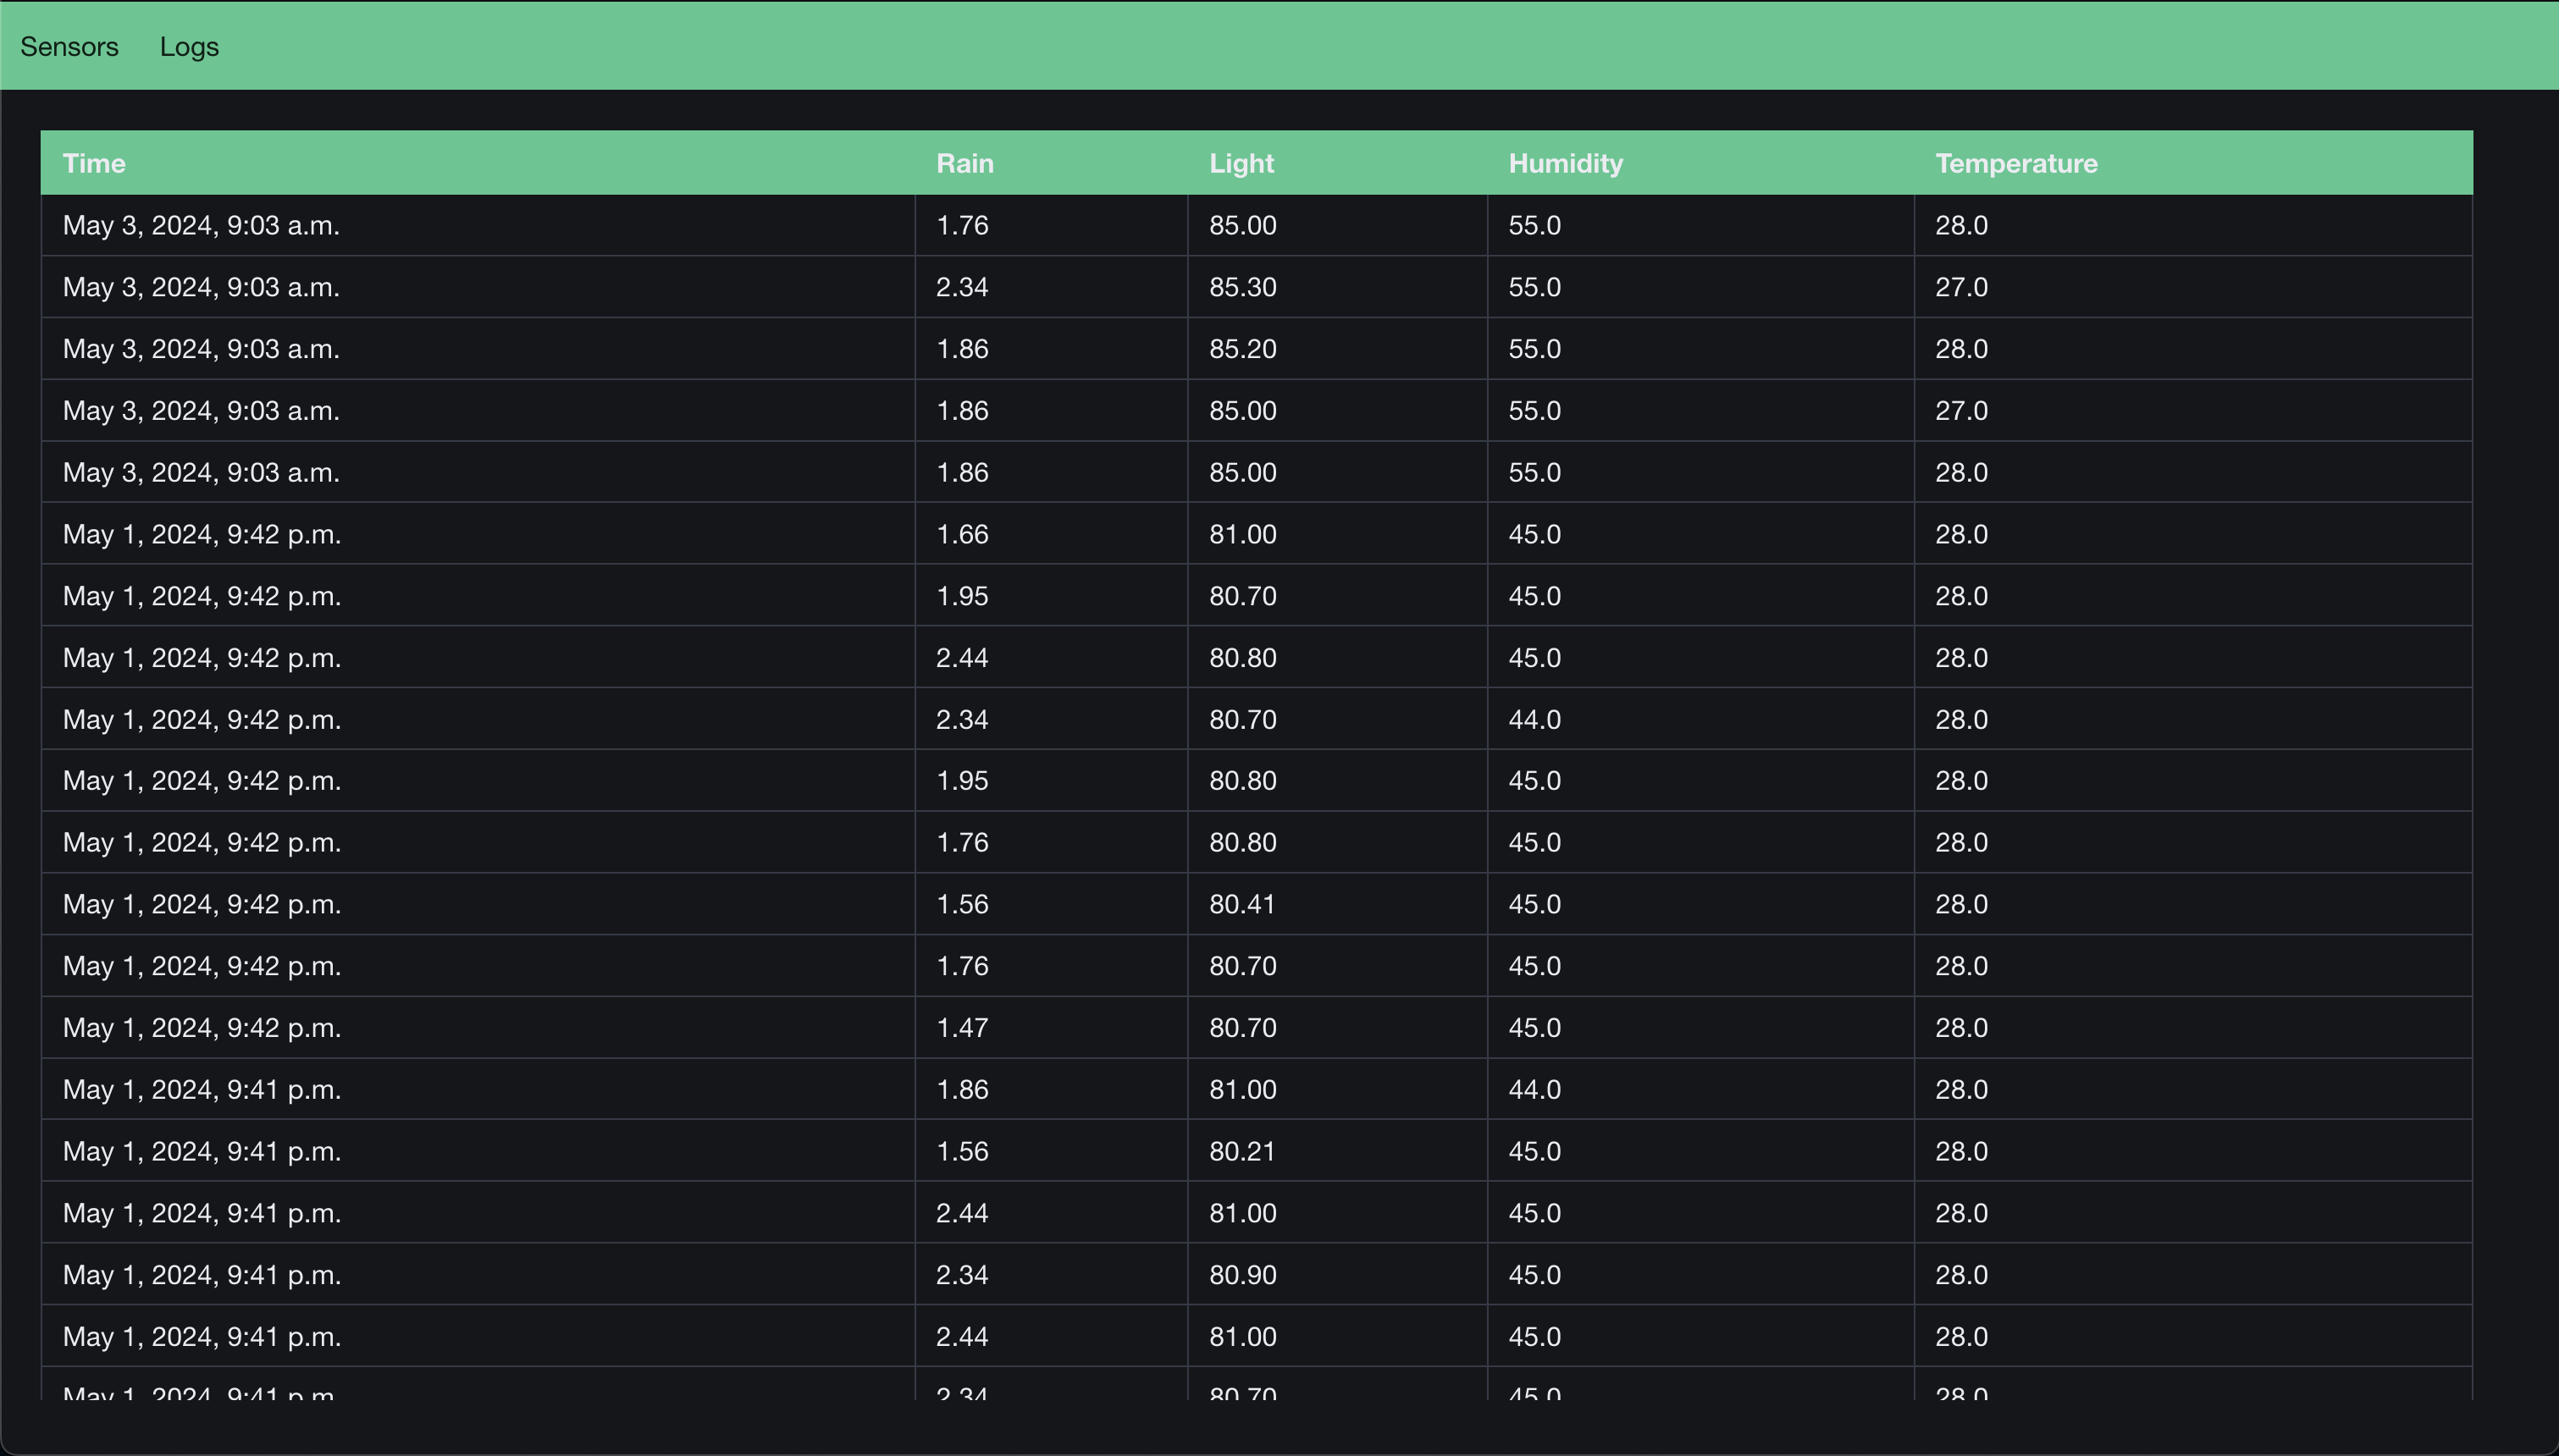 Sensors Logs
Time Rain Light Humidity Temperature
May 3, 2024, 9:03 a.m. 1.76 85.00 55.0 28.0
May 3, 2024, 9:03 a.m. 2.34 85.30 55.0 27.0
May 3, 2024, 9:03 a.m. 1.86 85.20 55.0 28.0
May 3, 2024, 9:03 a.m. 1.86 85.00 55.0 27.0
May 3, 2024, 9:03 a.m. 1.86 85.00 55.0 28.0
May 1, 2024, 9:42 p.m. 1.66 81.00 45.0 28.0
May 1, 2024, 9:42 p.m. 1.95 80.70 45.0 28.0
May 1, 2024, 9:42 p.m. 2.44 80.80 45.0 28.0
May 1, 2024, 9:42 p.m. 2.34 80.70 44.0 28.0
May 1, 2024, 9:42 p.m. 1.95 80.80 45.0 28.0
May 1, 2024, 9:42 p.m. 1.76 80.80 45.0 28.0
May 1, 2024, 9:42 p.m. 1.56 80.41 45.0 28.0
May 1, 2024, 9:42 p.m. 1.76 80.70 45.0 28.0
May 1, 2024, 9:42 p.m. 1.47 80.70 45.0 28.0
May 1, 2024, 9:41 p.m. 1.86 81.00 44.0 28.0
May 1, 2024, 9:41 p.m. 1.56 80.21 45.0 28.0
May 1, 2024, 9:41 p.m. 2.44 81.00 45.0 28.0
May 1, 2024, 9:41 p.m. 2.34 80.90 45.0 28.0
May 1, 2024, 9:41 p.m. 2.44 81.00 45.0 28.0
May 1, 2024, 9:41 p.m. 2.34 80.70 45.0 28.0